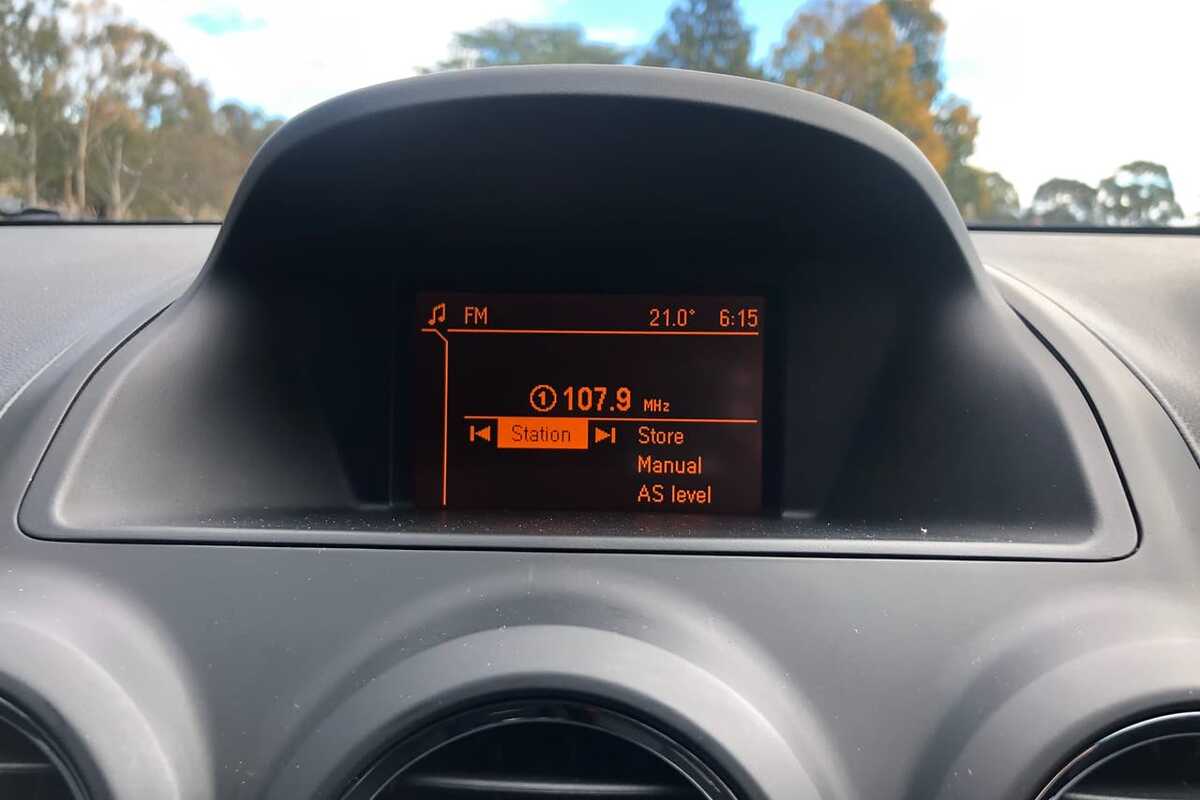 FM 21.0° 6:15
① 107.9 MHz
Station Store
Manual
AS level